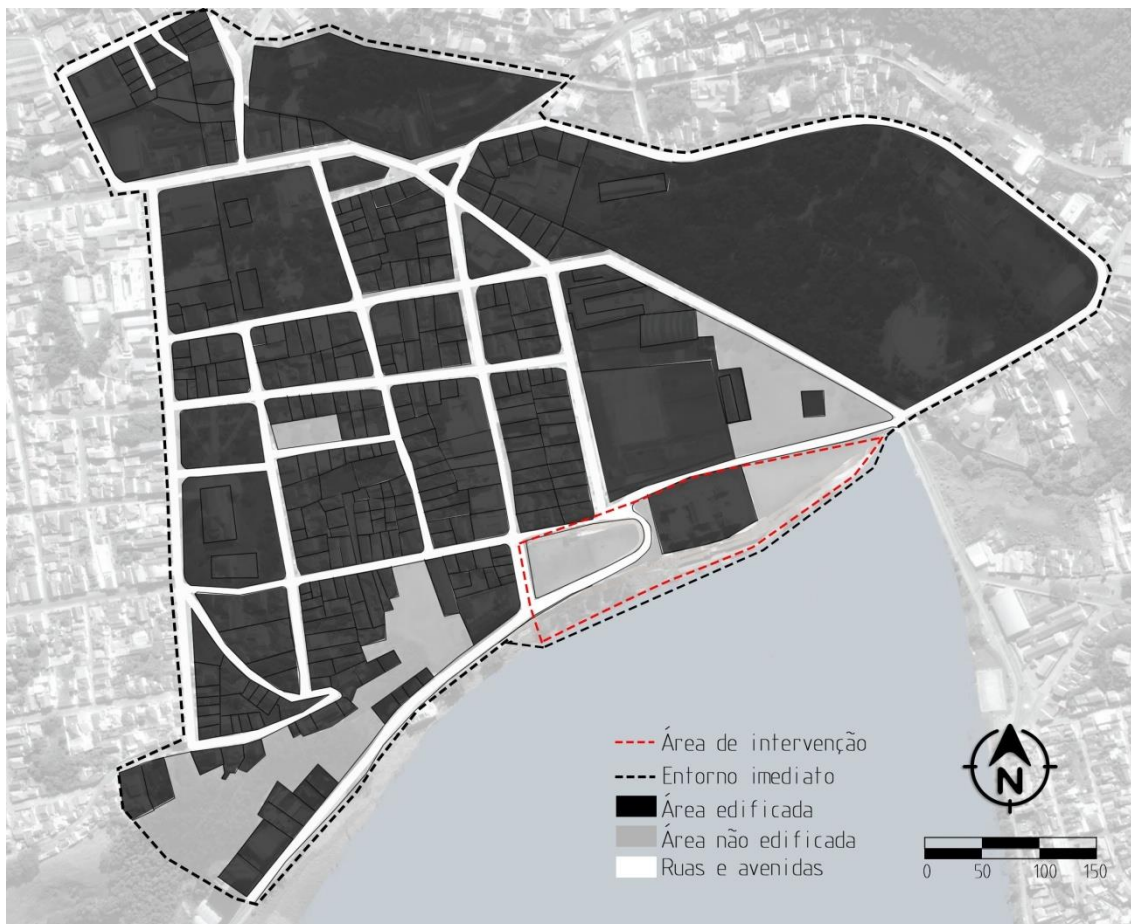 Área de intervenção
Entorno imediato
Área edificada
Área não edificada
Ruas e avenidas
N
0 50 100 150